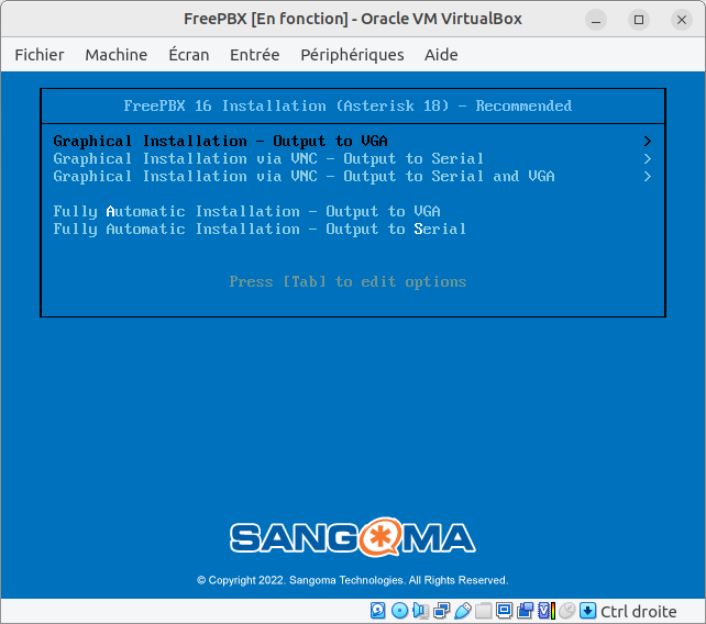 FreePBX [En fonction] - Oracle VM VirtualBox
Fichier Machine Écran Entrée Périphériques Aide
FreePBX 16 Installation (Asterisk 18) - Recommended
Graphical Installation - Output to VGA >
Graphical Installation via VNC - Output to Serial >
Graphical Installation via VNC - Output to Serial and VGA >
Fully Automatic Installation - Output to VGA
Fully Automatic Installation - Output to Serial
Press [Tab] to edit options
SANGOMA
© Copyright 2022. Sangoma Technologies. All Rights Reserved.
Ctrl droite